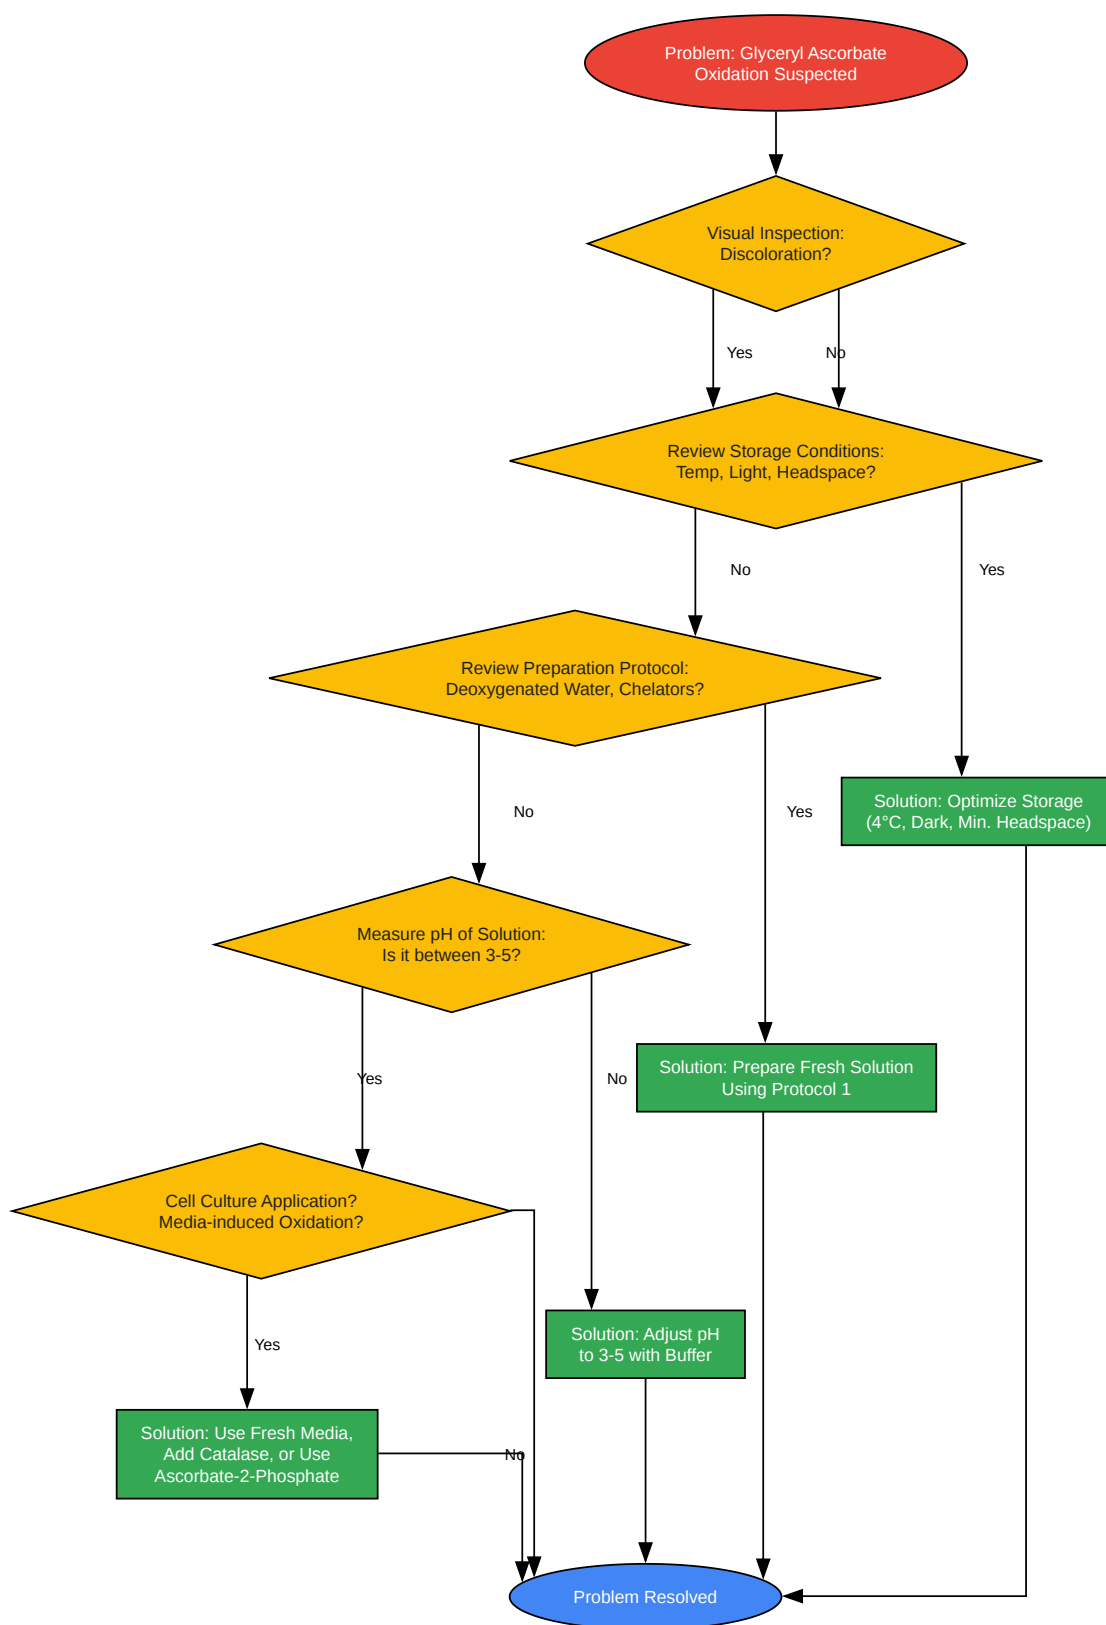 Problem: Glyceryl Ascorbate
Oxidation Suspected
Visual Inspection:
Discoloration?
Yes
No
Review Storage Conditions:
Temp, Light, Headspace?
No
Yes
Review Preparation Protocol:
Deoxygenated Water, Chelators?
Solution: Optimize Storage
(4°C, Dark, Min. Headspace)
No
Yes
Measure pH of Solution:
Is it between 3-5?
Solution: Prepare Fresh Solution
Using Protocol 1
Yes
No
Cell Culture Application?
Media-induced Oxidation?
Solution: Adjust pH
to 3-5 with Buffer
Yes
Solution: Use Fresh Media,
Add Catalase, or Use
Ascorbate-2-Phosphate
No
Problem Resolved